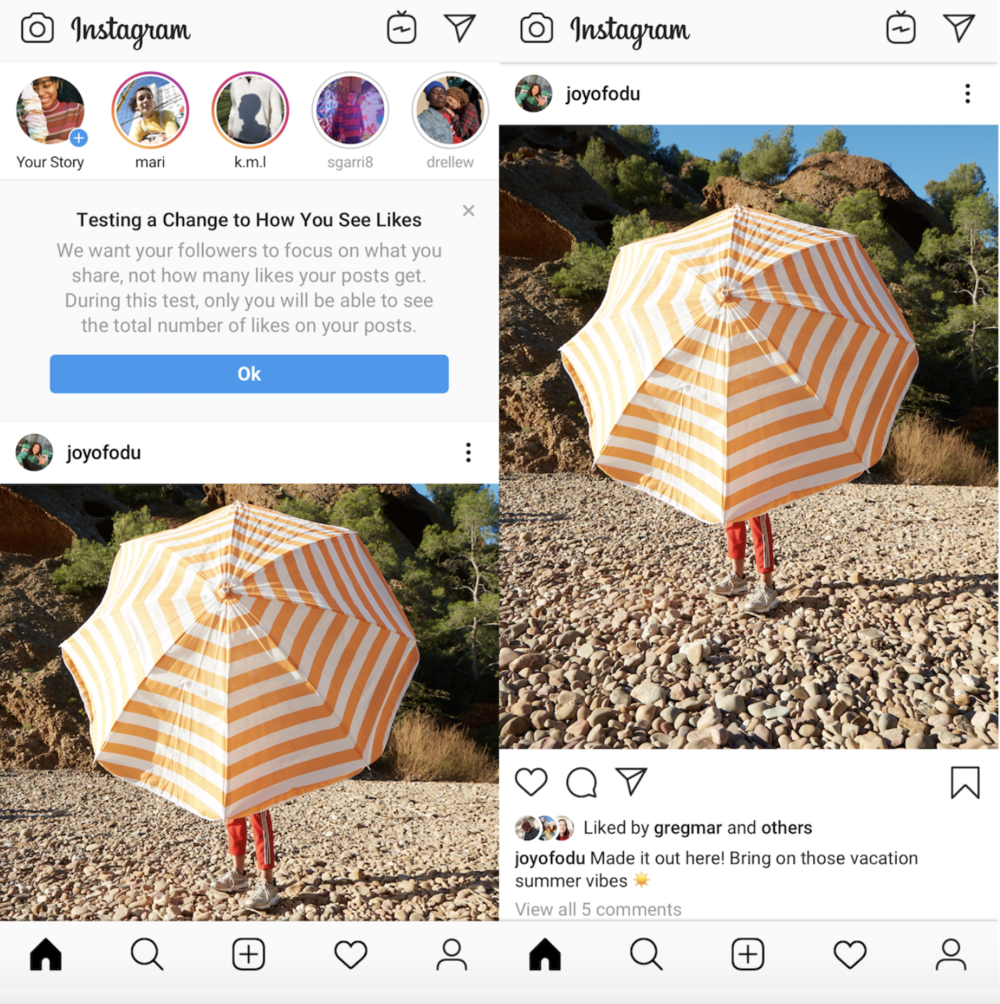 Instagram
Your Story
mari
k.m.l
sgarri8
drellew
Testing a Change to How You See Likes
We want your followers to focus on what you
share, not how many likes your posts get.
During this test, only you will be able to see
the total number of likes on your posts.
Ok
joyofodu
Instagram
joyofodu
Liked by gregmar and others
joyofodu Made it out here! Bring on those vacation
summer vibes ☀️
View all 5 comments